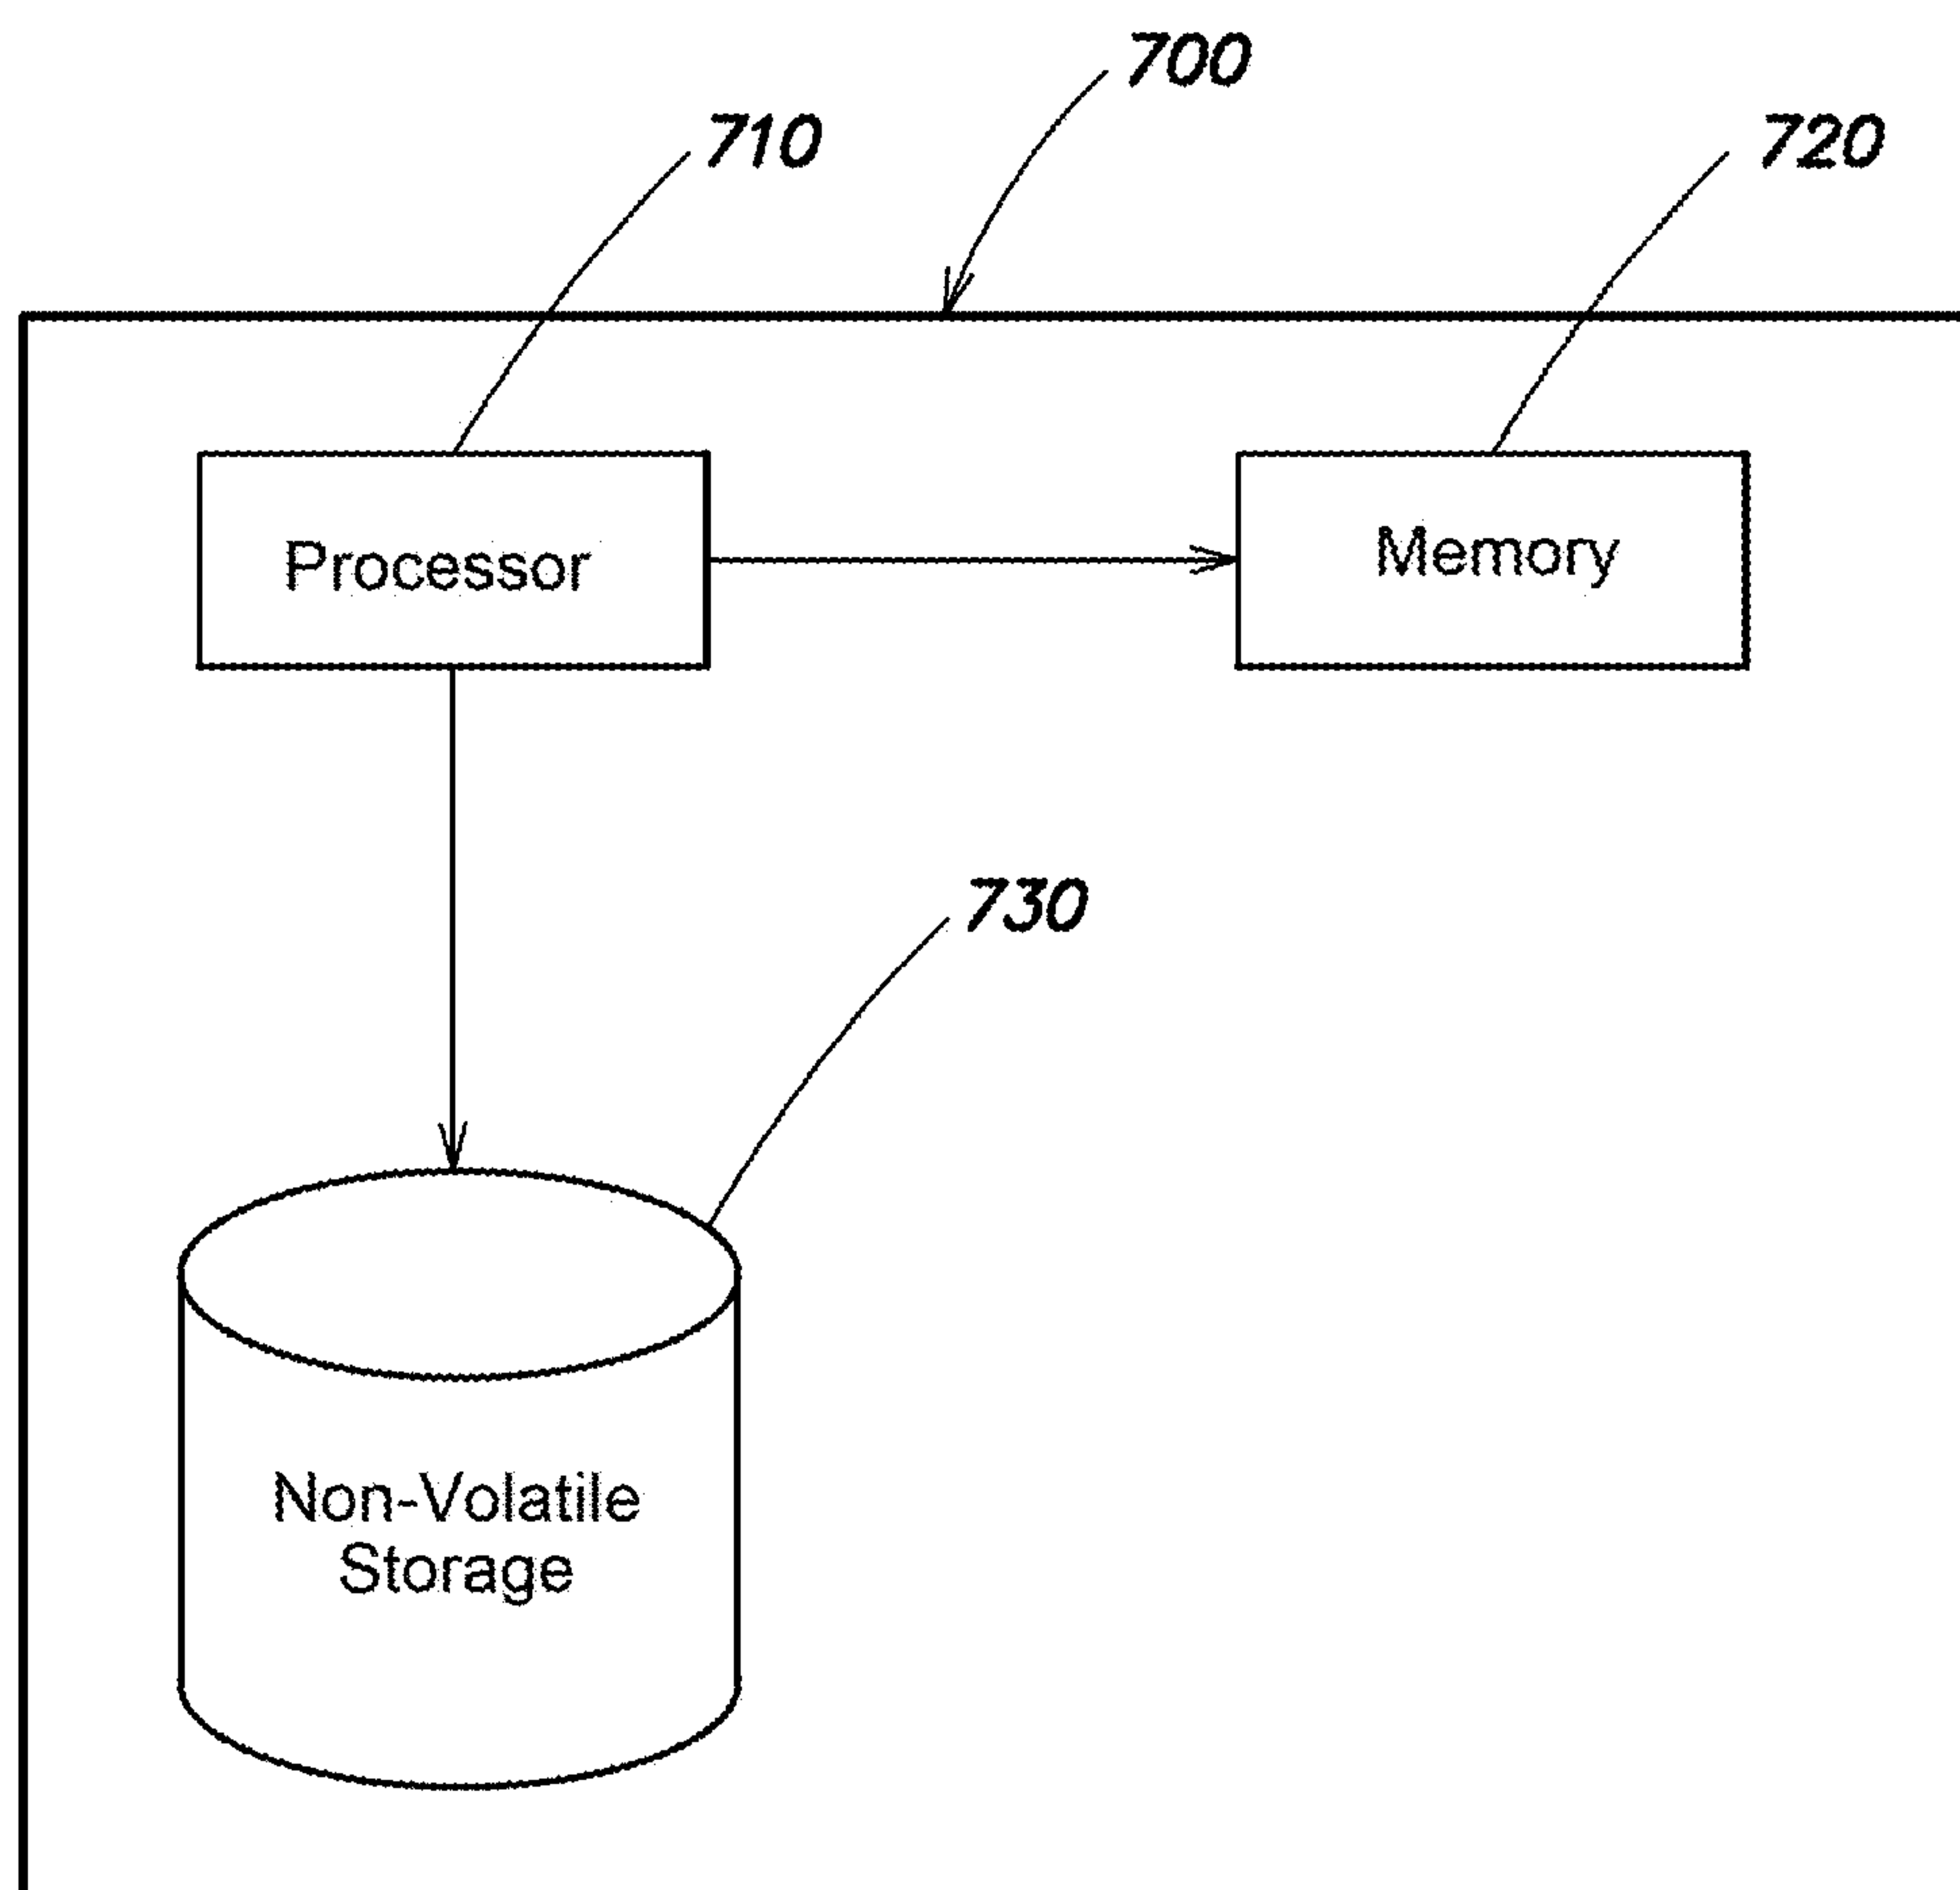 700
710
720
Processor
Memory
730
Non-Volatile
Storage